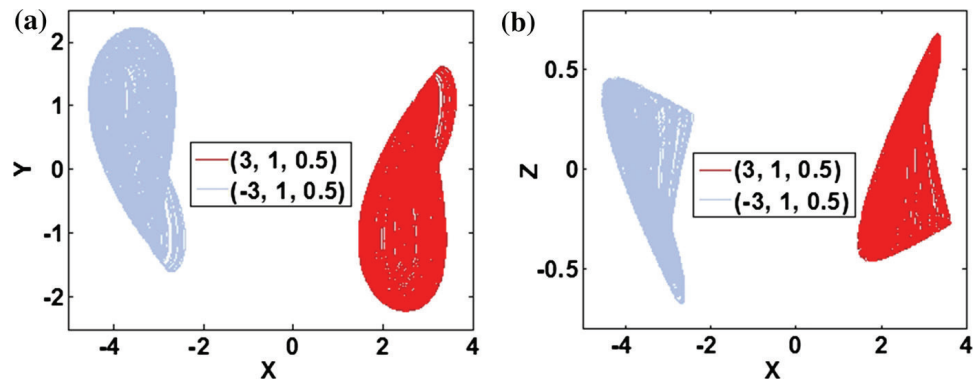 (a)
2
1
0
-1
-2
Y
(3, 1, 0.5)
(-3, 1, 0.5)
-4 -2 0 2 4
X
(b)
0.5
0
-0.5
Z
(3, 1, 0.5)
(-3, 1, 0.5)
-4 -2 0 2 4
X